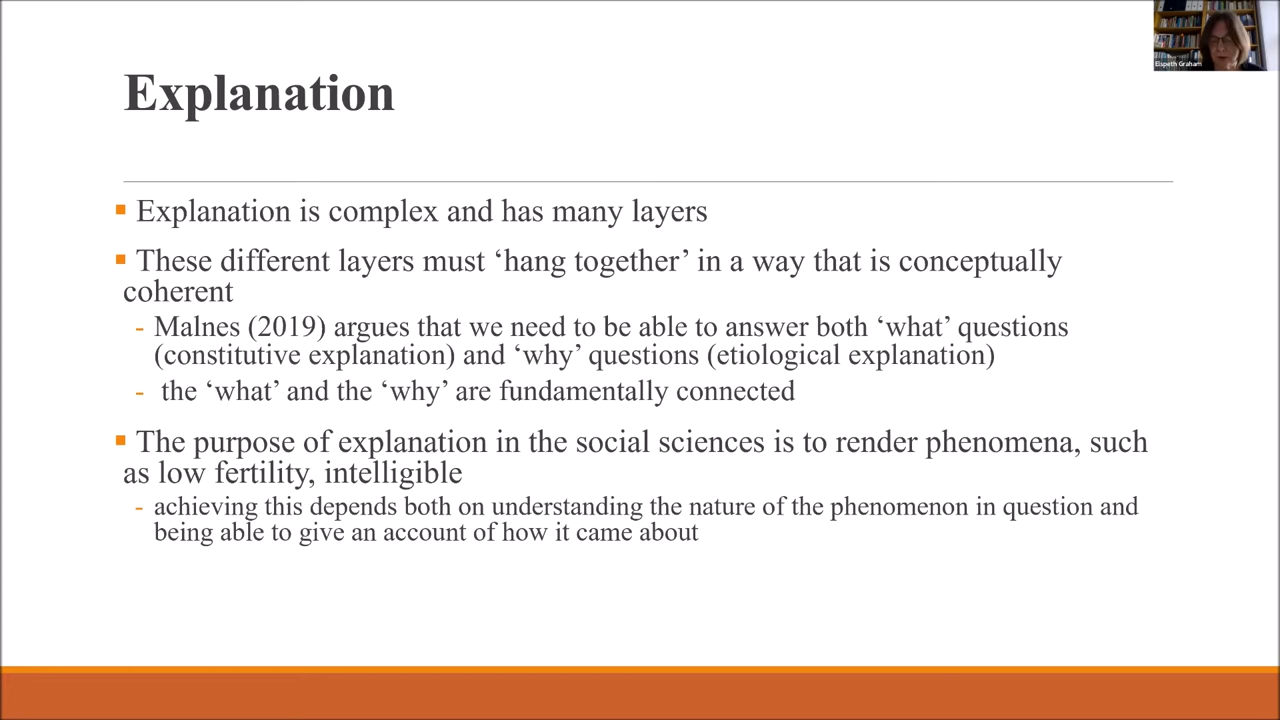 Elspeth Graham
Explanation
Explanation is complex and has many layers
These different layers must ‘hang together’ in a way that is conceptually
coherent
- Malnes (2019) argues that we need to be able to answer both ‘what’ questions
(constitutive explanation) and ‘why’ questions (etiological explanation)
- the ‘what’ and the ‘why’ are fundamentally connected
The purpose of explanation in the social sciences is to render phenomena, such
as low fertility, intelligible
- achieving this depends both on understanding the nature of the phenomenon in question and
being able to give an account of how it came about